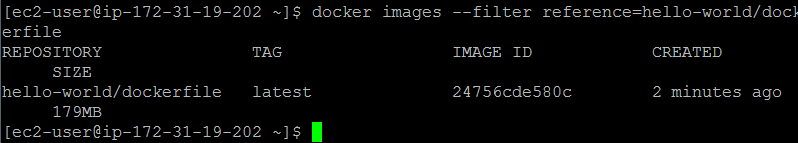 [ec2-user@ip-172-31-19-202 ~]$ docker images --filter reference=hello-world/dock
erfile
REPOSITORY TAG IMAGE ID CREATED
SIZE
hello-world/dockerfile latest 24756cde580c 2 minutes ago
179MB
[ec2-user@ip-172-31-19-202 ~]$